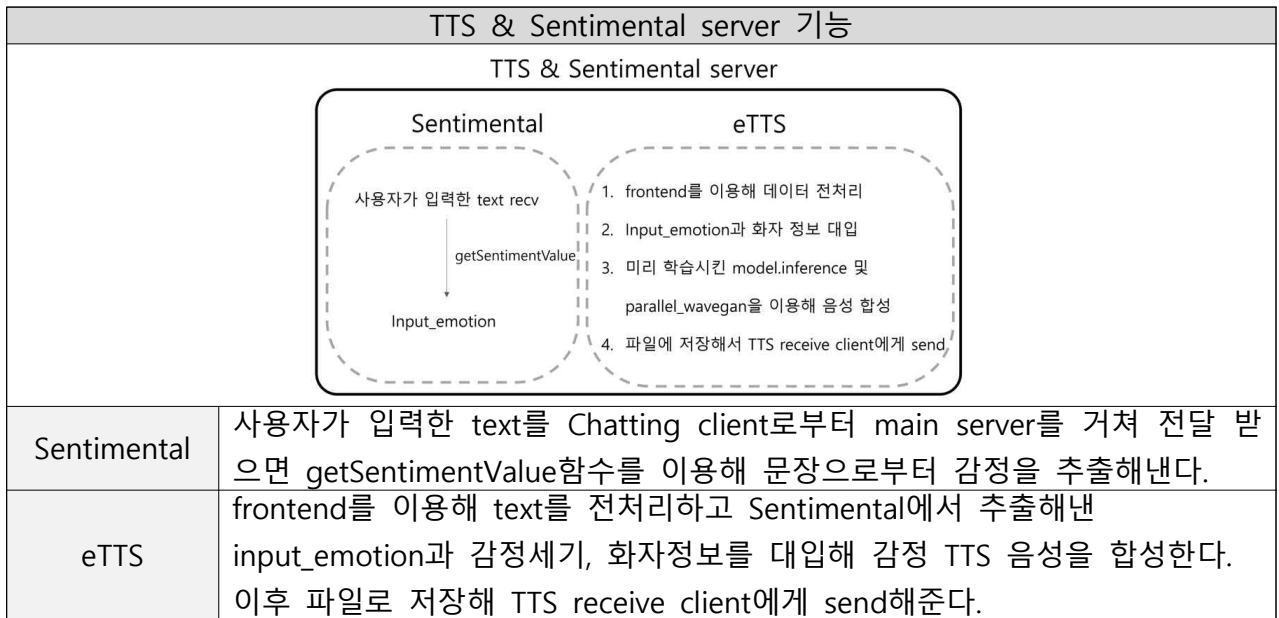 TTS & Sentimental server 기능
TTS & Sentimental server
Sentimental
사용자가 입력한 text recv
getSentimentValue
Input_emotion
eTTS
1. frontend를 이용해 데이터 전처리
2. Input_emotion과 화자 정보 대입
3. 미리 학습시킨 model.inference 및
parallel_wavegan을 이용해 음성 합성
4. 파일에 저장해서 TTS receive client에게 send
Sentimental
사용자가 입력한 text를 Chatting client로부터 main server를 거쳐 전달 받
으면 getSentimentValue함수를 이용해 문장으로부터 감정을 추출해낸다.
eTTS
frontend를 이용해 text를 전처리하고 Sentimental에서 추출해낸
input_emotion과 감정세기, 화자정보를 대입해 감정 TTS 음성을 합성한다.
이후 파일로 저장해 TTS receive client에게 send해준다.